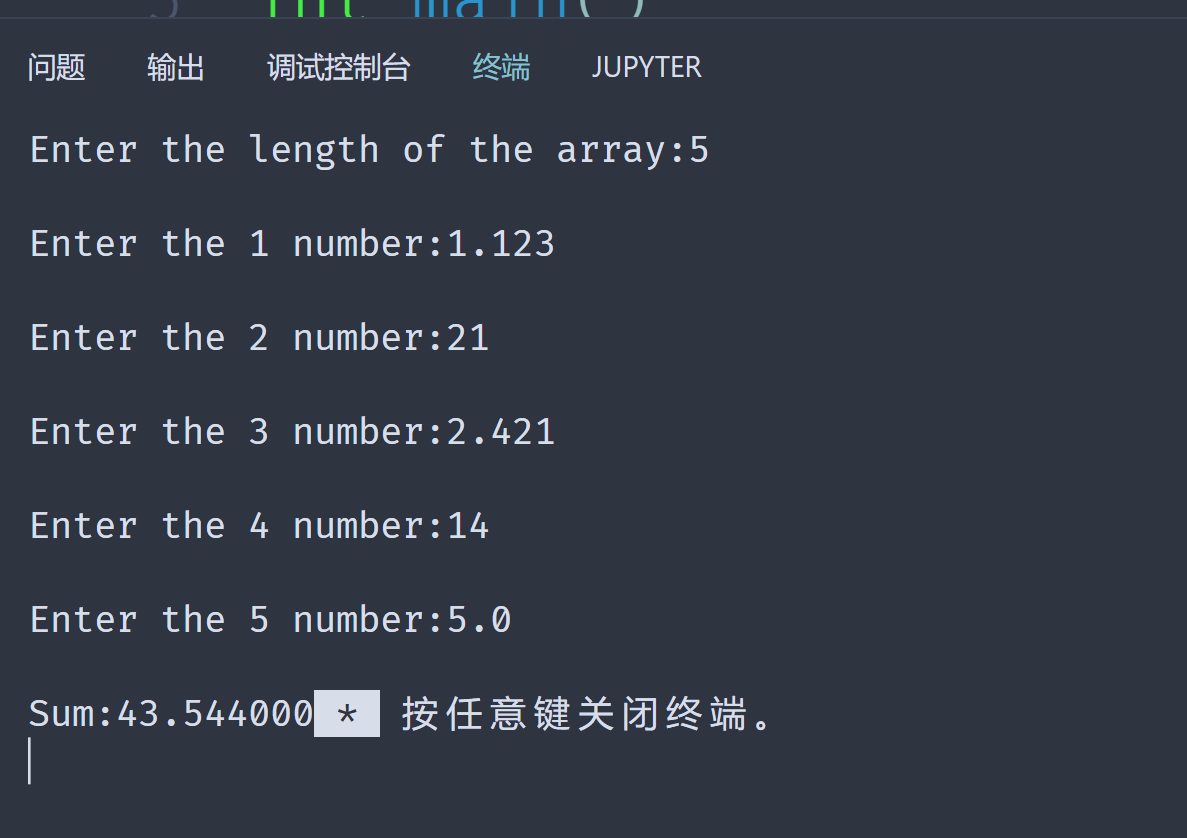 问题 输出 调试控制台 终端 JUPYTER
Enter the length of the array:5
Enter the 1 number:1.123
Enter the 2 number:21
Enter the 3 number:2.421
Enter the 4 number:14
Enter the 5 number:5.0
Sum:43.544000 * 按任意键关闭终端。